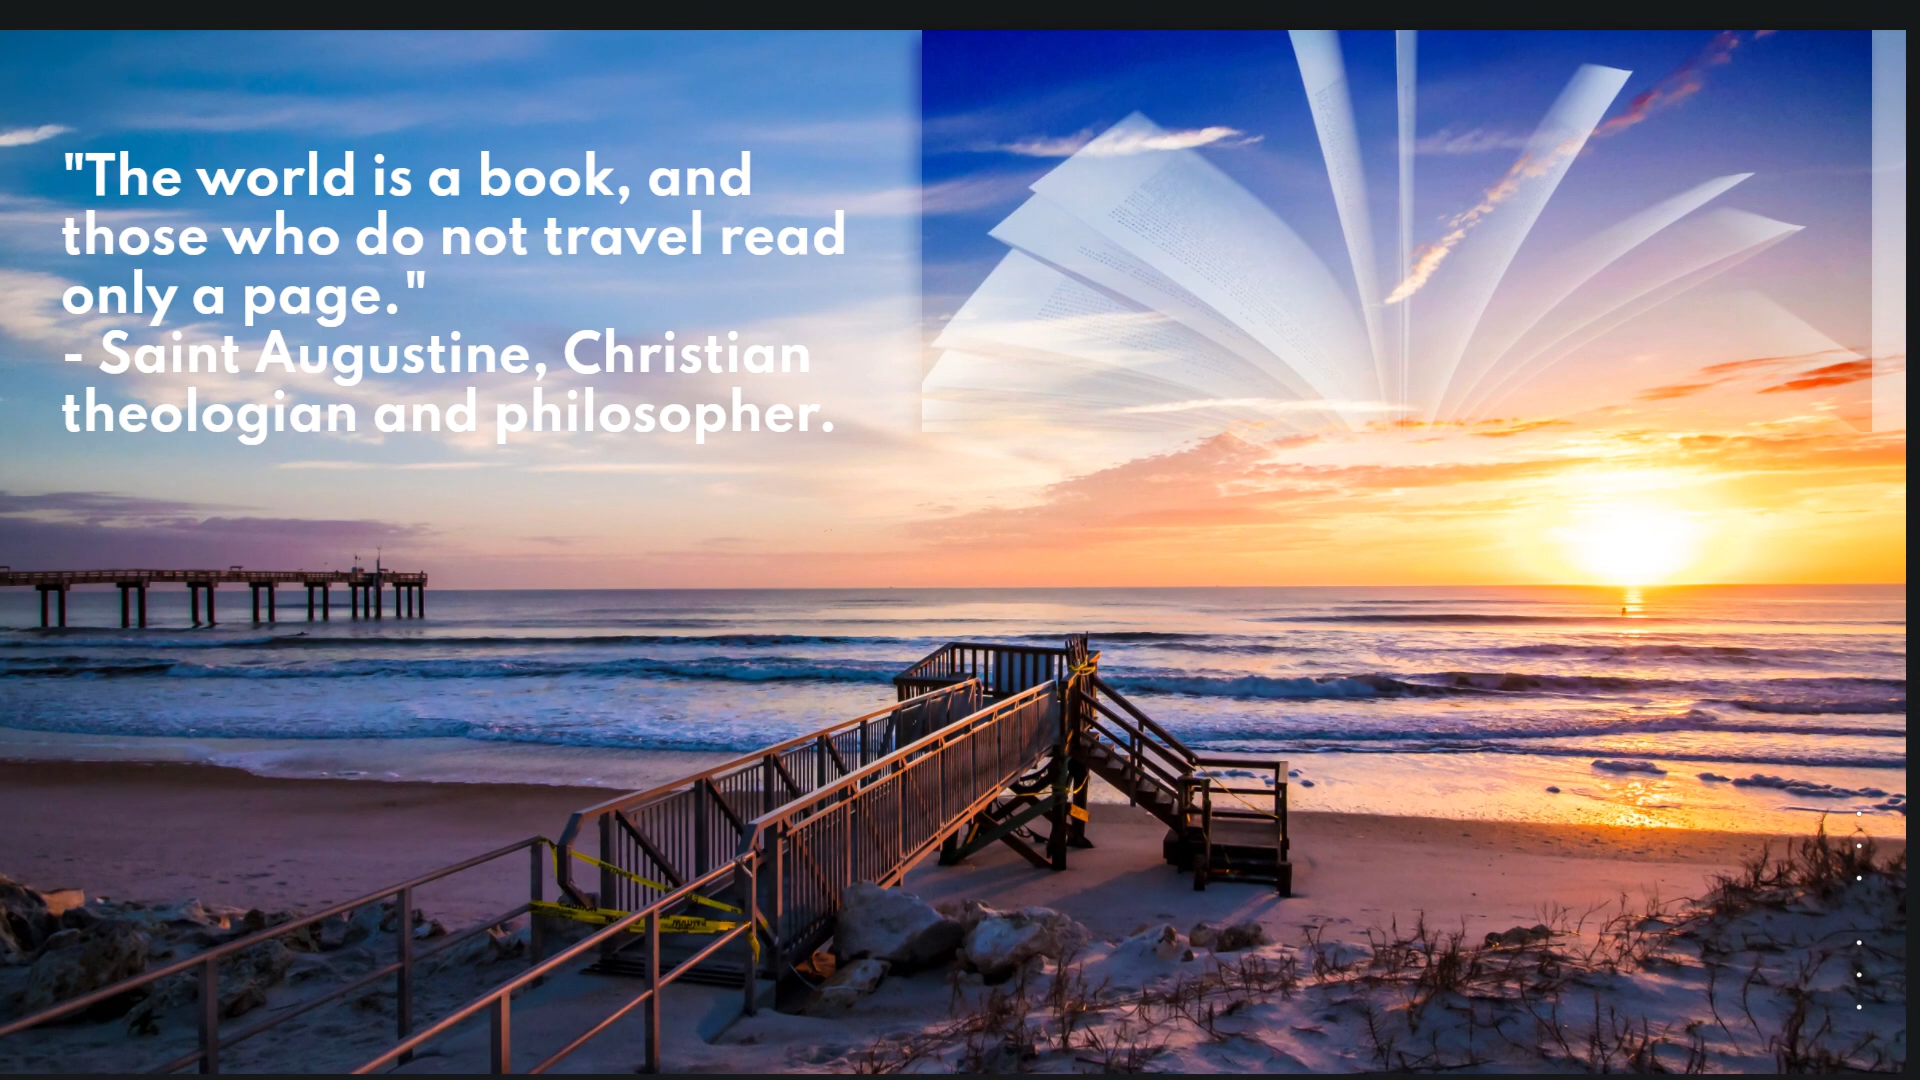 "The world is a book, and
those who do not travel read
only a page."
- Saint Augustine, Christian
theologian and philosopher.